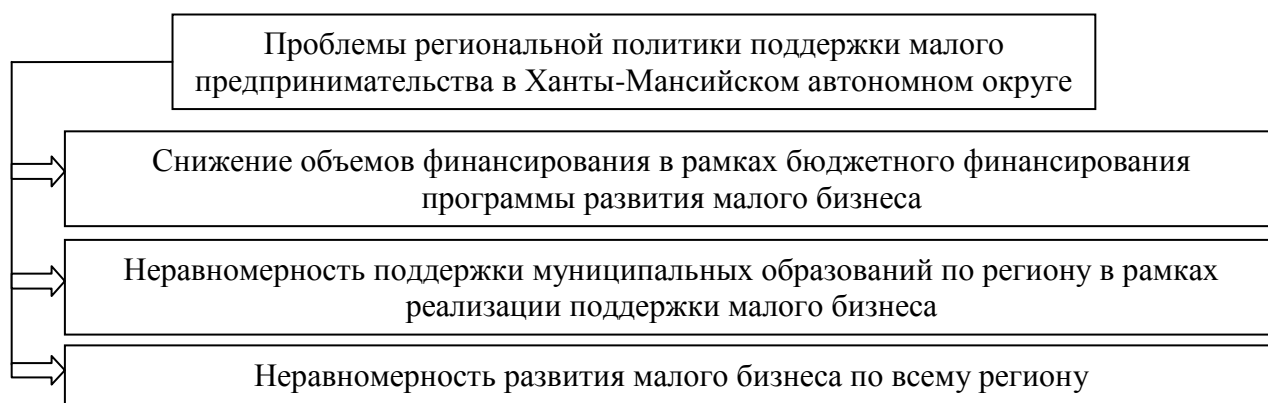 Проблемы региональной политики поддержки малого
предпринимательства в Ханты-Мансийском автономном округе
Снижение объемов финансирования в рамках бюджетного финансирования
программы развития малого бизнеса
Неравномерность поддержки муниципальных образований по региону в рамках
реализации поддержки малого бизнеса
Неравномерность развития малого бизнеса по всему региону